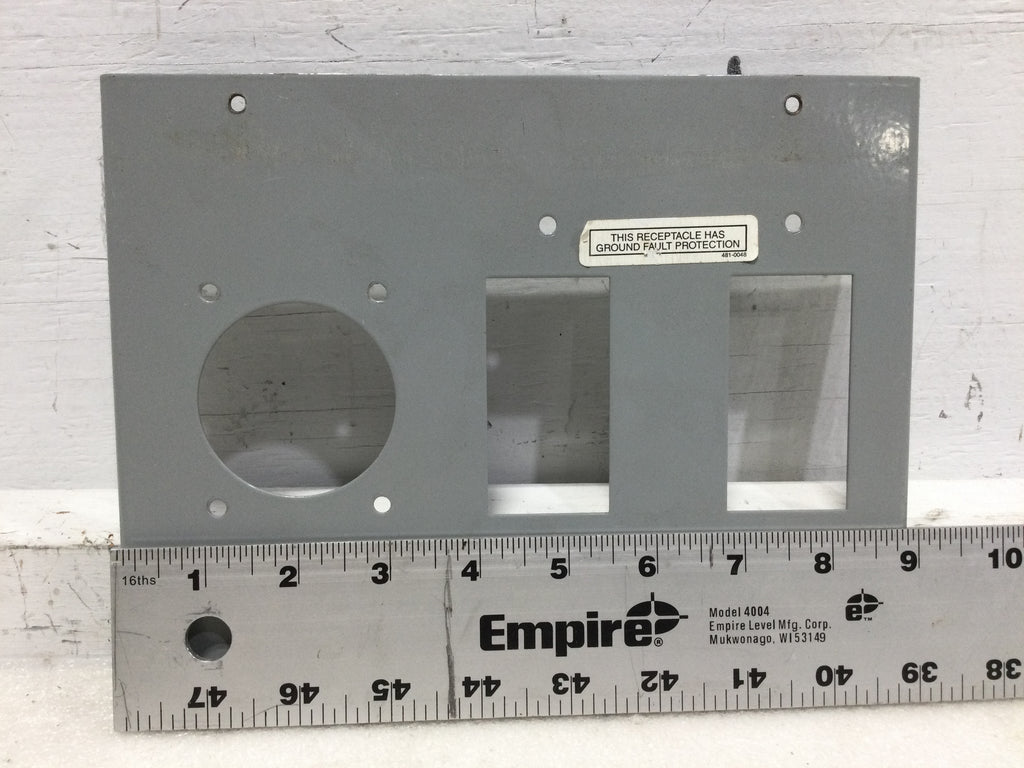 THIS RECEPTACLE HAS
GROUND FAULT PROTECTION
481-0046
16ths 1 2 3 4 5 6 7 8 9 10
Empire®
Model 4004
Empire Level Mfg. Corp.
Mukwonago, WI 53149
e™
47 46 45 44 43 42 41 40 39 38